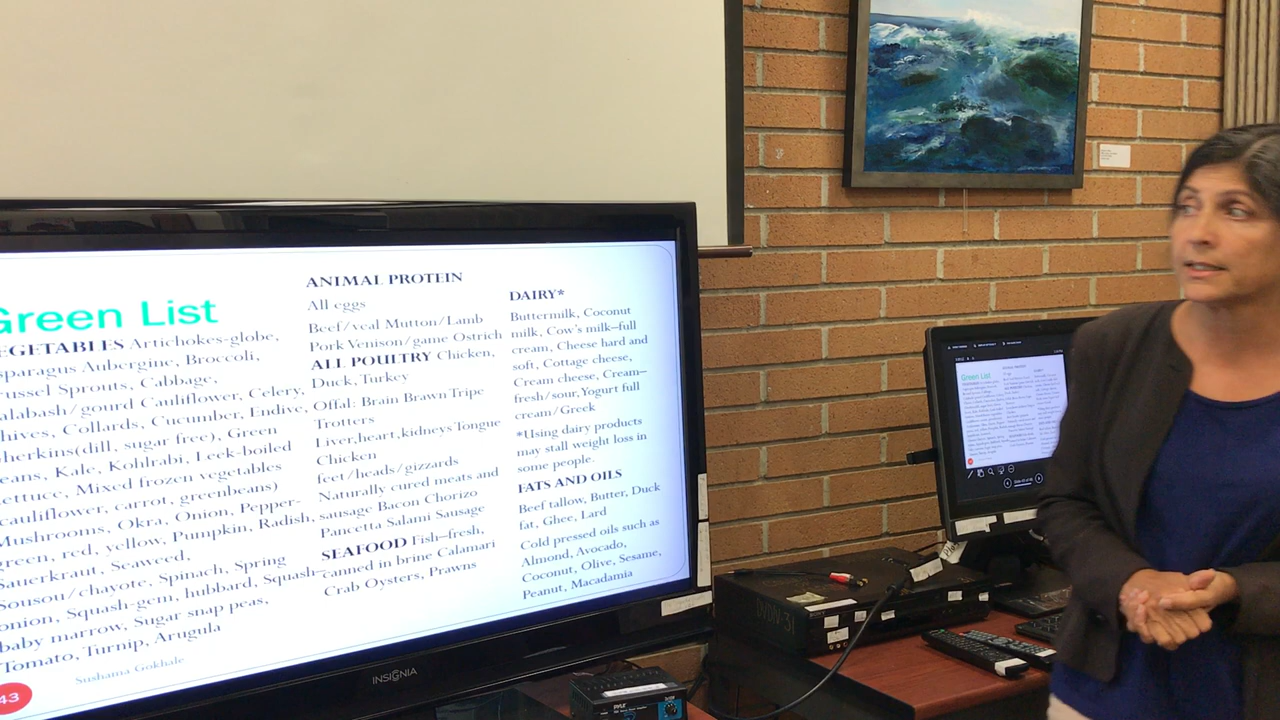 Green List
EGETABLES Artichokes-globe,
sparagus Aubergine, Broccoli,
russel Sprouts, Cabbage,
alabash/gourd Cauliflower, Celery,
hives, Collards, Cucumber, Endive,
herkins(dill, sugar free), Green
eans, Kale, Kohlrabi, Leek-boiled
ettuce, Mixed frozen vegetables
cauliflower, carrot, greenbeans)
Mushrooms, Okra, Onion, Pepper-
green, red, yellow, Pumpkin, Radish,
Sauerkraut, Seaweed,
Sousou/chayote, Spinach, Spring
onion, Squash-gem, hubbard, Squash-
baby marrow, Sugar snap peas,
Tomato, Turnip, Arugula
ANIMAL PROTEIN
All eggs
Beef/veal Mutton/Lamb
Pork Venison/game Ostrich
ALL POULTRY Chicken,
Duck, Turkey
Brain Brawn Tripe
Trotters
heart, kidneys Tongue
Chicken
feet/heads/gizzards
Naturally cured meats and
sausage Bacon Chorizo
Pancetta Salami Sausage
SEAFOOD Fish-fresh,
canned in brine Calamari
Crab Oysters, Prawns
DAIRY*
Buttermilk, Coconut
milk, Cow's milk-full
cream, Cheese hard and
soft, Cottage cheese,
Cream cheese, Cream-
fresh/sour, Yogurt full
cream/Greek
*Using dairy products
may stall weight loss in
some people.
FATS AND OILS
Beef tallow, Butter, Duck
fat, Ghee, Lard
Cold pressed oils such as
Almond, Avocado,
Coconut, Olive, Sesame,
Peanut, Macadamia
Sushama Gokhale
43
INSIGNIA
PYLE
SONY
DVDIV-31
Green List